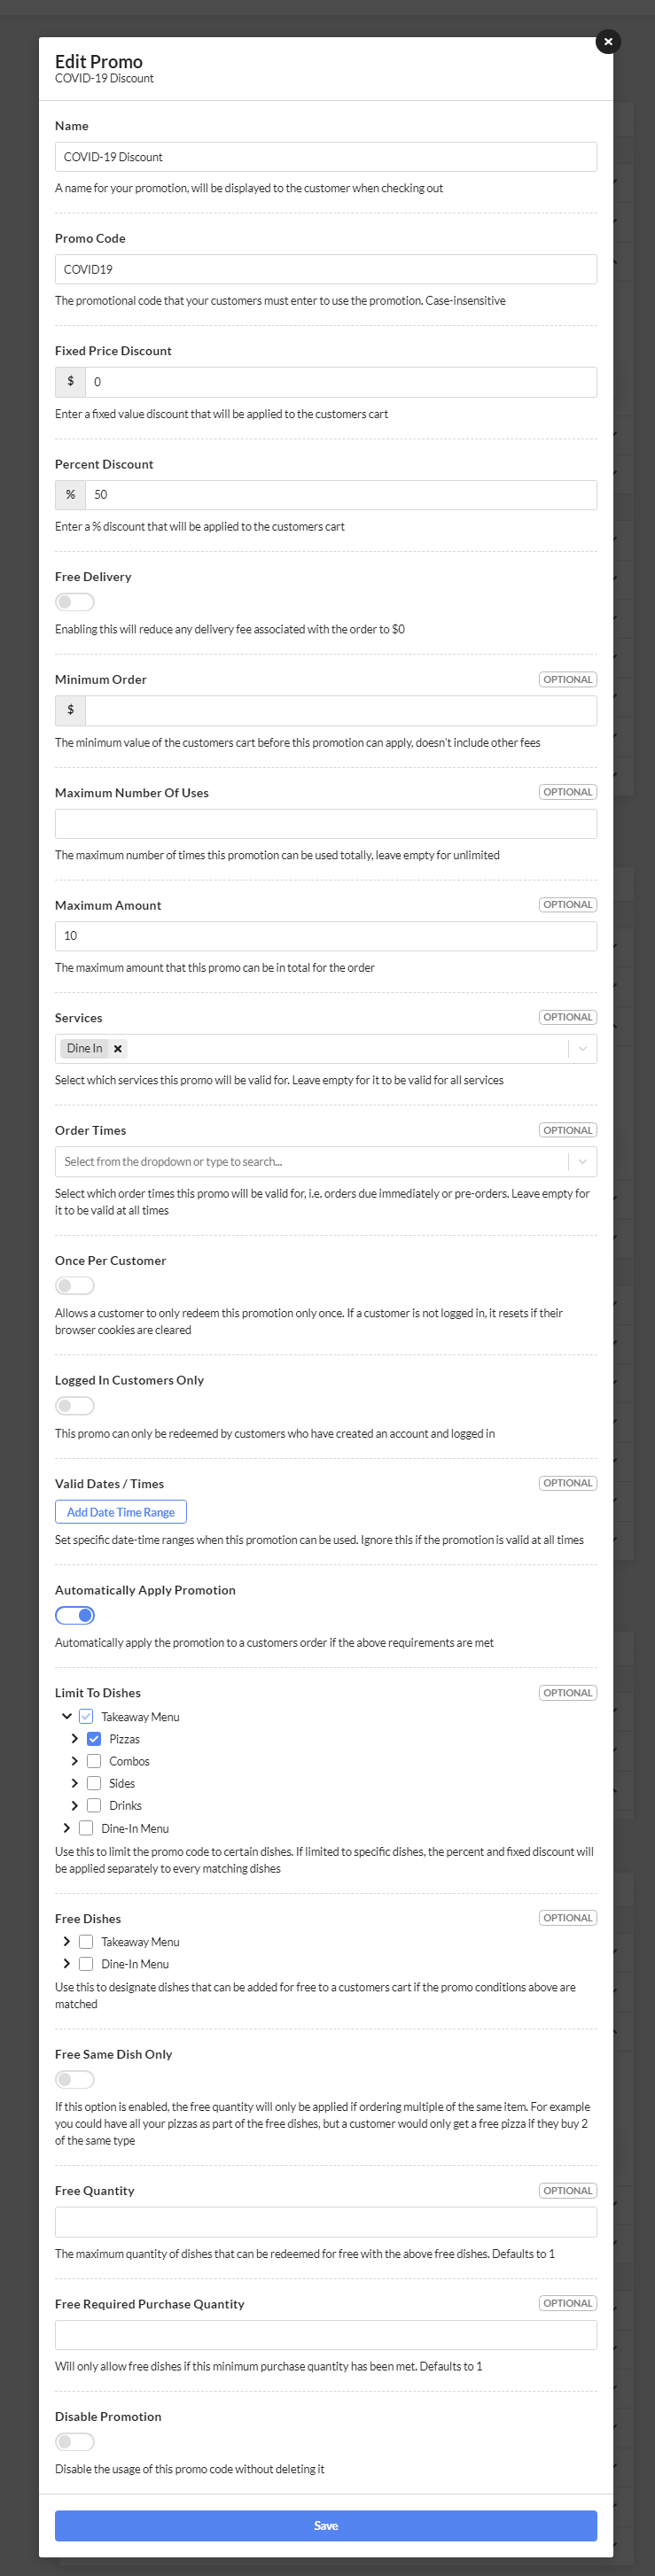 Edit Promo
COVID-19 Discount
Name
COVID-19 Discount
A name for your promotion, will be displayed to the customer when checking out
Promo Code
COVID19
The promotional code that your customers must enter to use the promotion. Case-insensitive
Fixed Price Discount
$ 0
Enter a fixed value discount that will be applied to the customers cart
Percent Discount
% 50
Enter a % discount that will be applied to the customers cart
Free Delivery
Enabling this will reduce any delivery fee associated with the order to $0
Minimum Order OPTIONAL
$
The minimum value of the customers cart before this promotion can apply, doesn't include other fees
Maximum Number Of Uses OPTIONAL
The maximum number of times this promotion can be used totally, leave empty for unlimited
Maximum Amount OPTIONAL
10
The maximum amount that this promo can be in total for the order
Services OPTIONAL
Dine In
Select which services this promo will be valid for. Leave empty for it to be valid for all services
Order Times OPTIONAL
Select from the dropdown or type to search...
Select which order times this promo will be valid for, i.e. orders due immediately or pre-orders. Leave empty for
it to be valid at all times
Once Per Customer
Allows a customer to only redeem this promotion only once. If a customer is not logged in, it resets if their
browser cookies are cleared
Logged In Customers Only
This promo can only be redeemed by customers who have created an account and logged in
Valid Dates / Times OPTIONAL
Add Date Time Range
Set specific date-time ranges when this promotion can be used. Ignore this if the promotion is valid at all times
Automatically Apply Promotion
Automatically apply the promotion to a customers order if the above requirements are met
Limit To Dishes OPTIONAL
Takeaway Menu
Pizzas
Combos
Sides
Drinks
Dine-In Menu
Use this to limit the promo code to certain dishes. If limited to specific dishes, the percent and fixed discount will
be applied separately to every matching dishes
Free Dishes OPTIONAL
Takeaway Menu
Dine-In Menu
Use this to designate dishes that can be added for free to a customers cart if the promo conditions above are
matched
Free Same Dish Only
If this option is enabled, the free quantity will only be applied if ordering multiple of the same item. For example
you could have all your pizzas as part of the free dishes, but a customer would only get a free pizza if they buy 2
of the same type
Free Quantity OPTIONAL
The maximum quantity of dishes that can be redeemed for free with the above free dishes. Defaults to 1
Free Required Purchase Quantity OPTIONAL
Will only allow free dishes if this minimum purchase quantity has been met. Defaults to 1
Disable Promotion
Disable the usage of this promo code without deleting it
Save